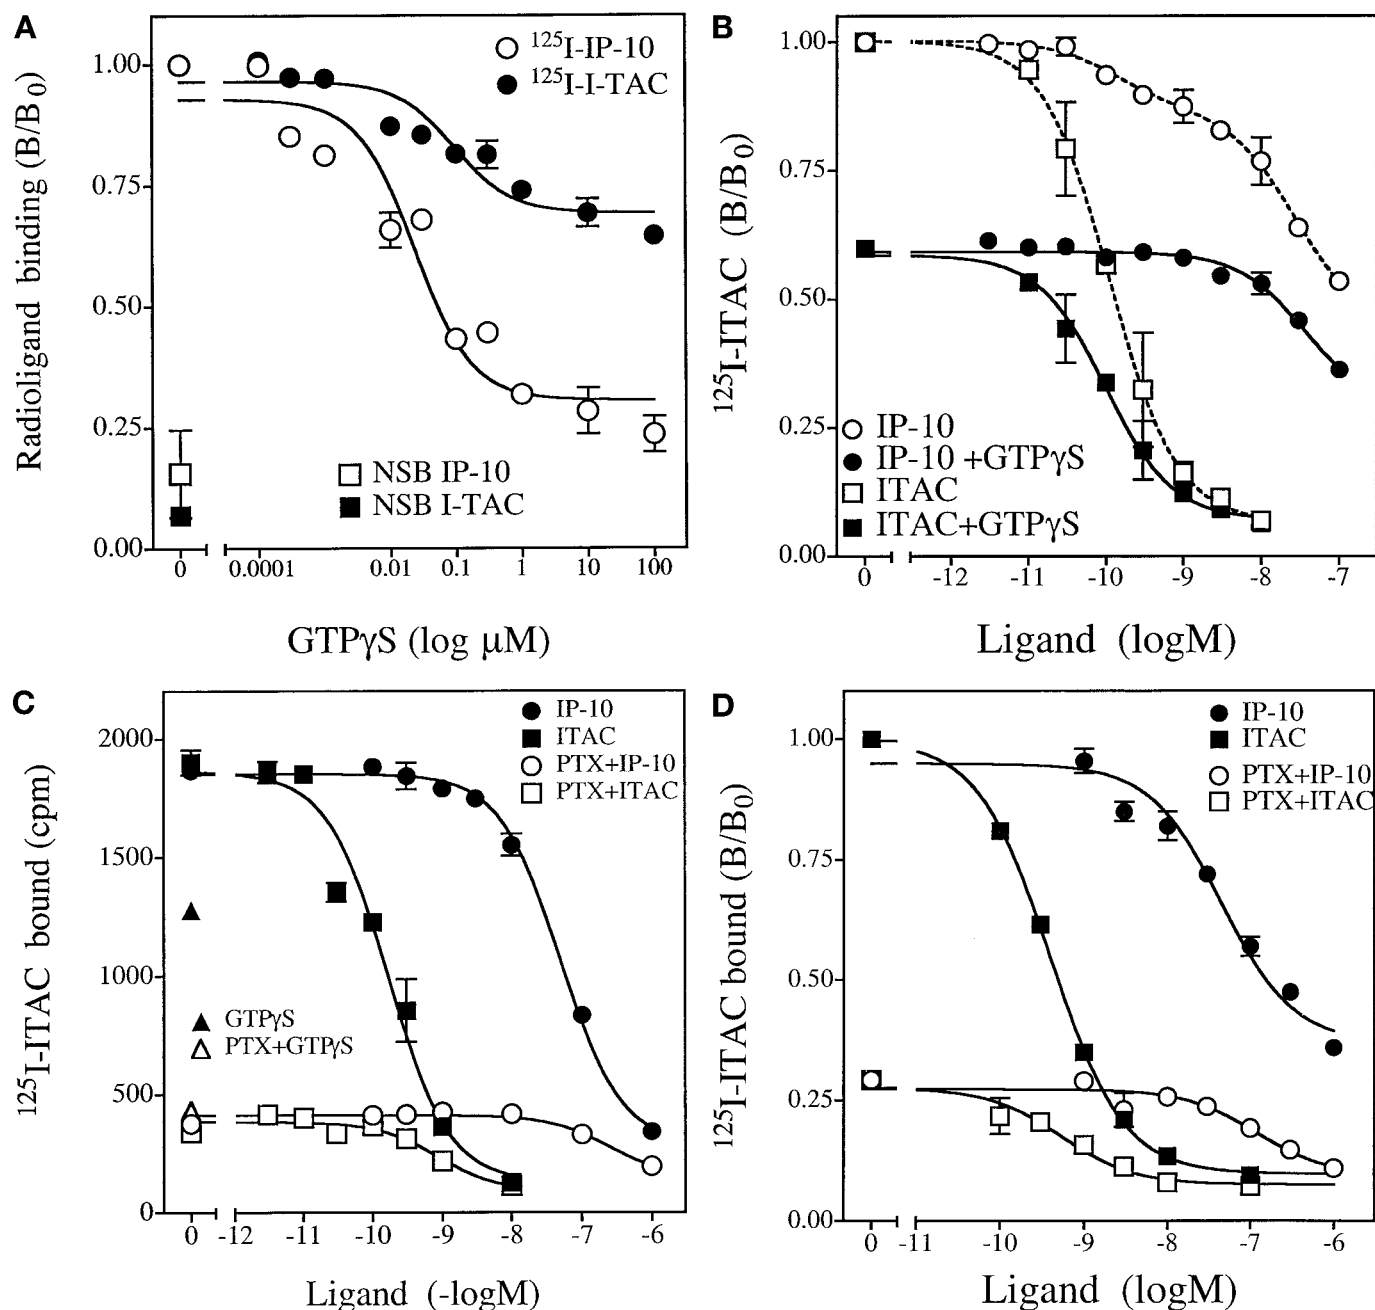 A
Radioligand binding (B/B0)
1.00
0.75
0.50
0.25
0.00
125I-IP-10
125I-I-TAC
NSB IP-10
NSB I-TAC
0 0.0001 0.01 0.1 1 10 100
GTPγS (log μM)
B
125I-ITAC (B/B0)
1.00
0.75
0.50
0.25
0.00
IP-10
IP-10 +GTPγS
ITAC
ITAC+GTPγS
0 -12 -11 -10 -9 -8 -7
Ligand (logM)
C
125I-ITAC bound (cpm)
2000
1500
1000
500
0
IP-10
ITAC
PTX+IP-10
PTX+ITAC
GTPγS
PTX+GTPγS
0 -12 -11 -10 -9 -8 -7 -6
Ligand (-logM)
D
125I-ITAC bound (B/B0)
1.00
0.75
0.50
0.25
0.00
IP-10
ITAC
PTX+IP-10
PTX+ITAC
0 -11 -10 -9 -8 -7 -6
Ligand (logM)